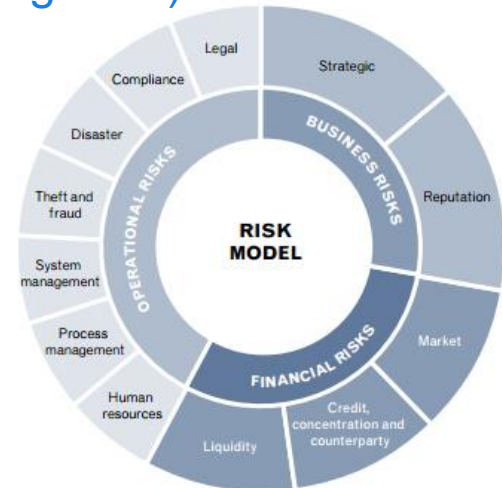 RISK
MODEL
BUSINESS RISKS
Strategic
Reputation
FINANCIAL RISKS
Market
Credit,
concentration and
counterparty
Liquidity
OPERATIONAL RISKS
Human
resources
Process
management
System
management
Theft and
fraud
Disaster
Compliance
Legal